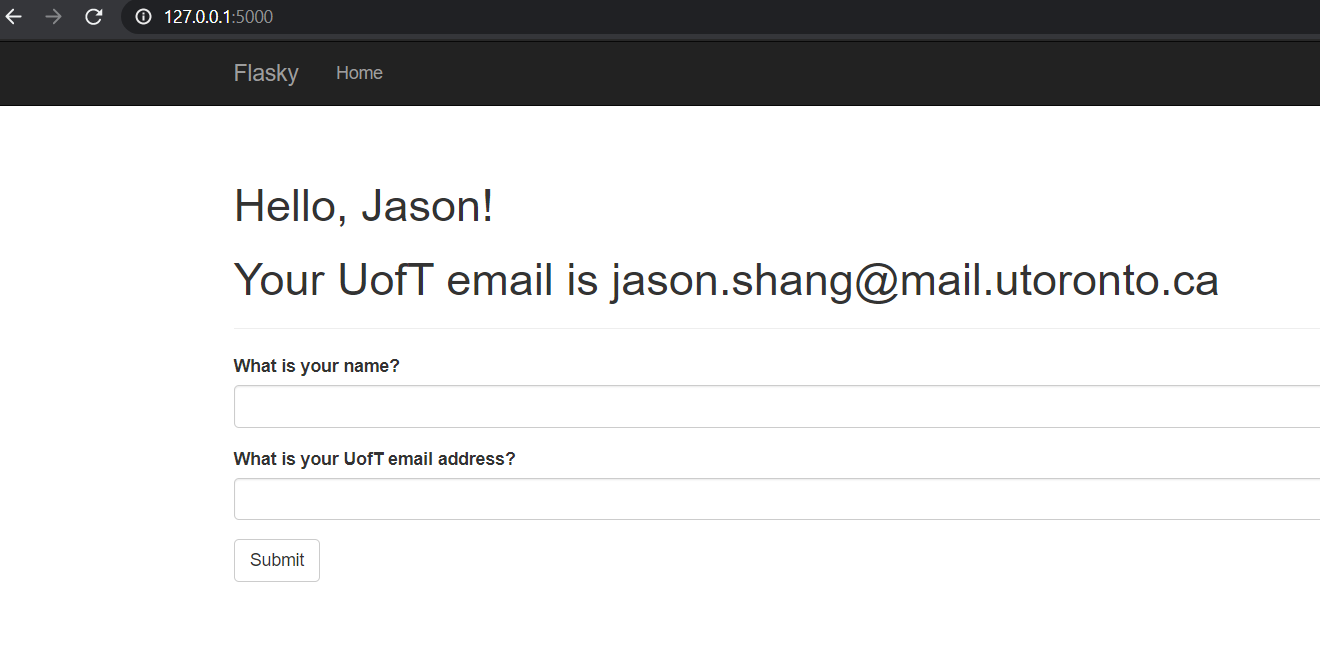 127.0.0.1:5000
Flasky Home
Hello, Jason!
Your UofT email is jason.shang@mail.utoronto.ca
What is your name?
What is your UofT email address?
Submit